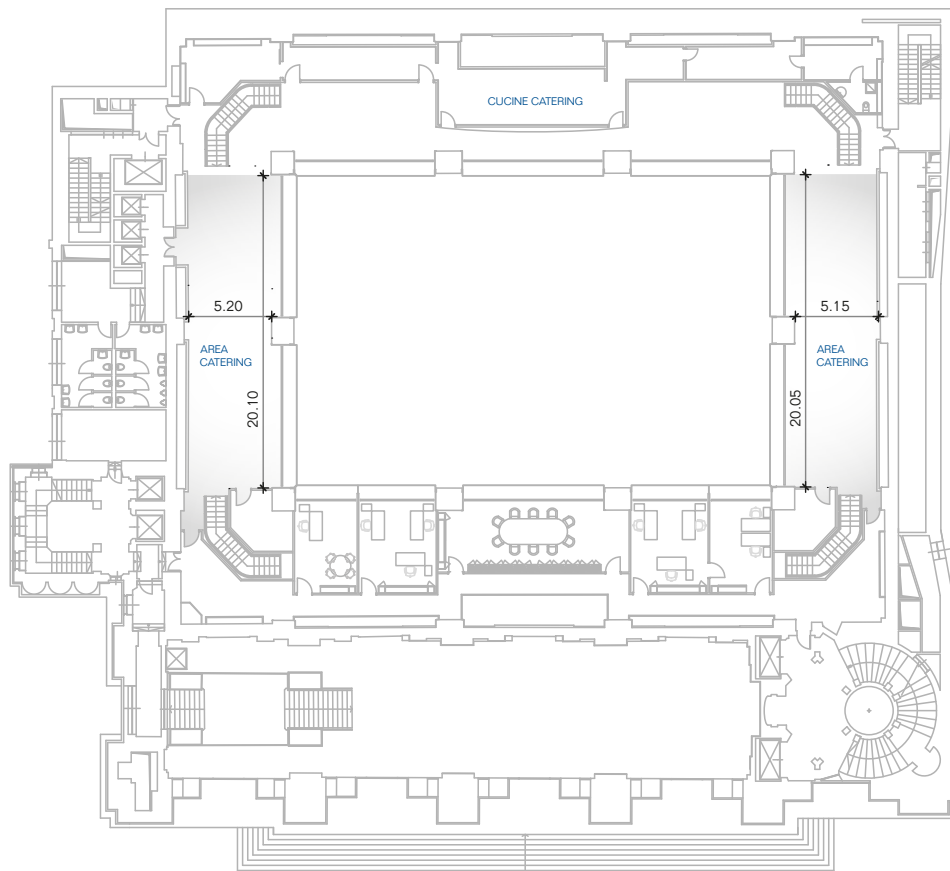 CUCINE CATERING
5.20
5.15
AREA
CATERING
AREA
CATERING
20.10
20.05